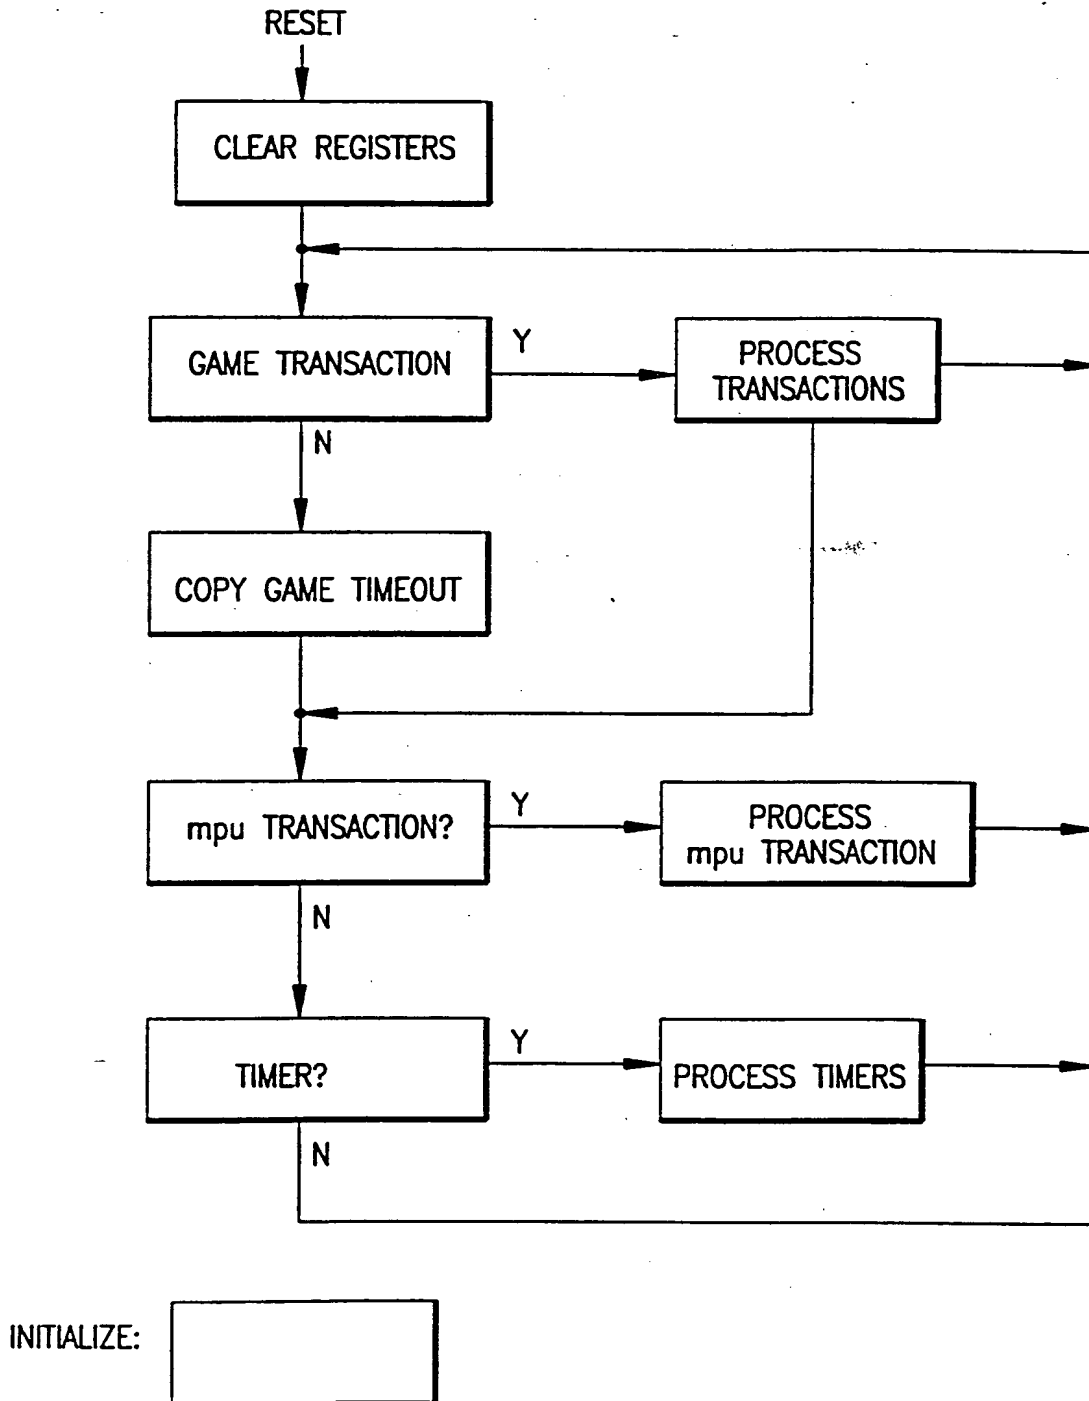 RESET
CLEAR REGISTERS
GAME TRANSACTION
Y
PROCESS
TRANSACTIONS
N
COPY GAME TIMEOUT
mpu TRANSACTION?
Y
PROCESS
mpu TRANSACTION
N
TIMER?
Y
PROCESS TIMERS
N
INITIALIZE: